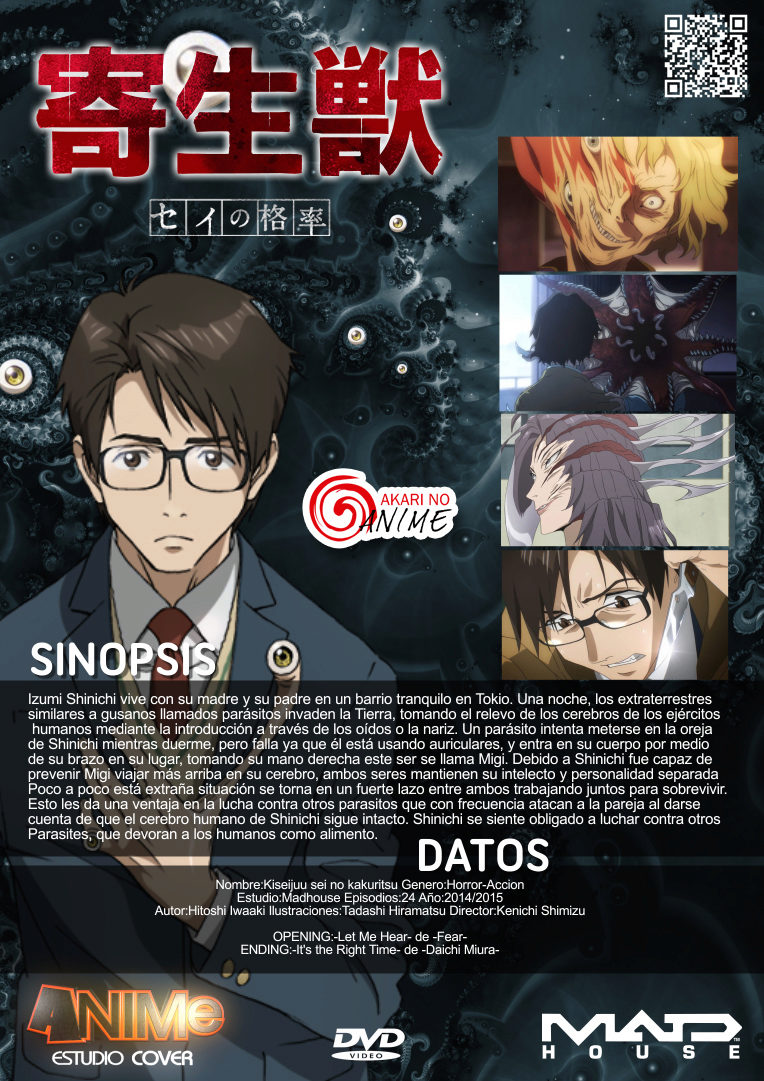 寄生獣
セイの格率
AKARI NO
ANIME
SINOPSIS
Izumi Shinichi vive con su madre y su padre en un barrio tranquilo en Tokio. Una noche, los extraterrestres
similares a gusanos llamados parásitos invaden la Tierra, tomando el relevo de los cerebros de los ejércitos
humanos mediante la introducción a través de los oídos o la nariz. Un parásito intenta meterse en la oreja
de Shinichi mientras duerme, pero falla ya que él está usando auriculares, y entra en su cuerpo por medio
de su brazo en su lugar, tomando su mano derecha este ser se llama Migi. Debido a Shinichi fue capaz de
prevenir Migi viajar más arriba en su cerebro, ambos seres mantienen su intelecto y personalidad separada
Poco a poco está extraña situación se torna en un fuerte lazo entre ambos trabajando juntos para sobrevivir.
Esto les da una ventaja en la lucha contra otros parasitos que con frecuencia atacan a la pareja al darse
cuenta de que el cerebro humano de Shinichi sigue intacto. Shinichi se siente obligado a luchar contra otros
Parasites, que devoran a los humanos como alimento.
DATOS
Nombre:Kiseijuu sei no kakuritsu Genero:Horror-Accion
Estudio:Madhouse Episodios:24 Año:2014/2015
Autor:Hitoshi Iwaaki Ilustraciones:Tadashi Hiramatsu Director:Kenichi Shimizu
OPENING:-Let Me Hear- de -Fear-
ENDING:-It's the Right Time- de -Daichi Miura-
ANIMe
ESTUDIO COVER
DVD
VIDEO
MAD
HOUSE
TM